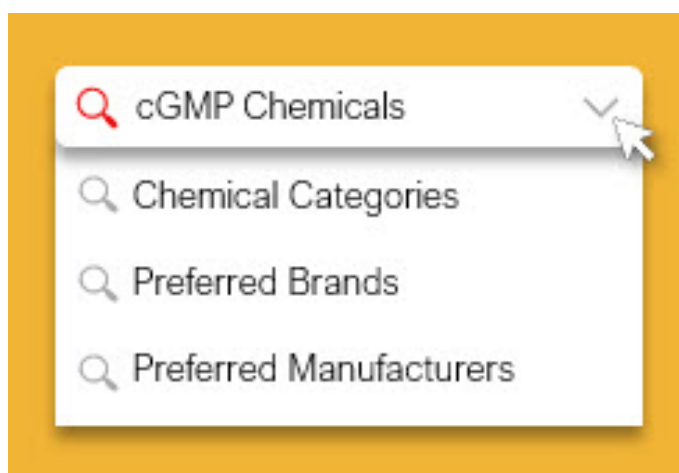 cGMP Chemicals
Chemical Categories
Preferred Brands
Preferred Manufacturers